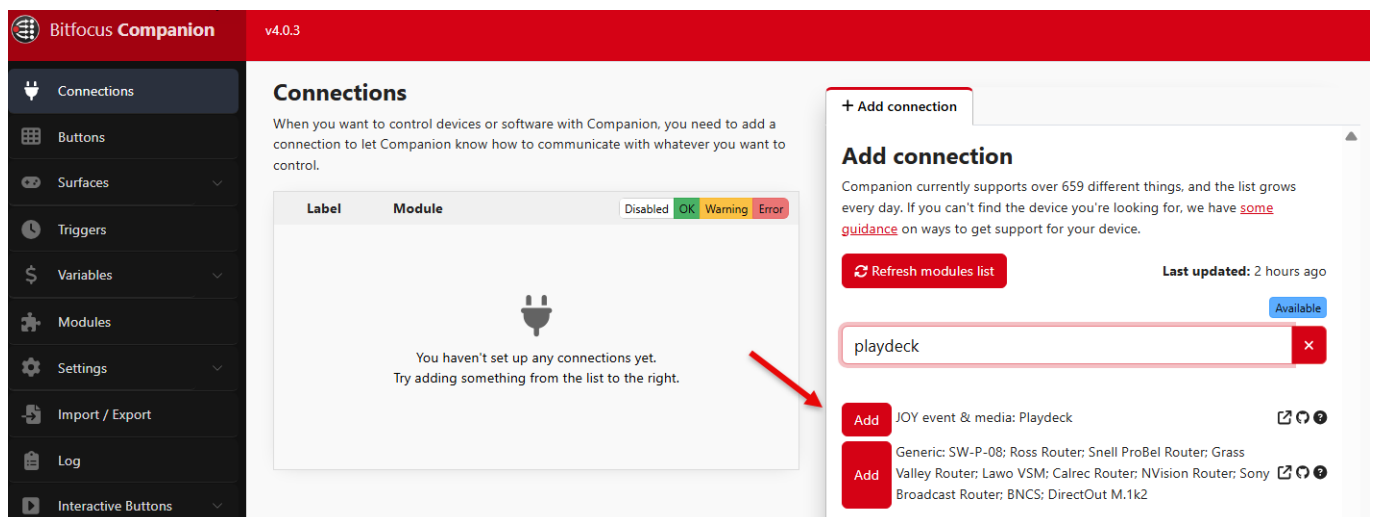 Bitfocus Companion
v4.0.3
Connections
Buttons
Surfaces
Triggers
Variables
Modules
Settings
Import / Export
Log
Interactive Buttons
Connections
When you want to control devices or software with Companion, you need to add a
connection to let Companion know how to communicate with whatever you want to
control.
Label Module Disabled OK Warning Error
You haven't set up any connections yet.
Try adding something from the list to the right.
+ Add connection
Add connection
Companion currently supports over 659 different things, and the list grows
every day. If you can't find the device you're looking for, we have some
guidance on ways to get support for your device.
Refresh modules list Last updated: 2 hours ago
Available
playdeck
Add JOY event & media: Playdeck
Generic: SW-P-08; Ross Router; Snell ProBel Router; Grass
Add Valley Router; Lawo VSM; Calrec Router; NVision Router; Sony
Broadcast Router; BNCS; DirectOut M.1k2